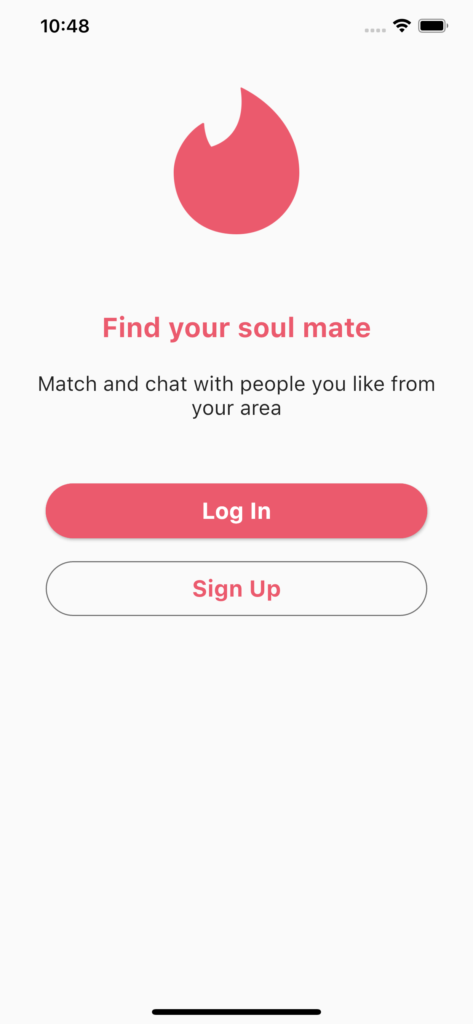 10:48
Find your soul mate
Match and chat with people you like from
your area
Log In
Sign Up